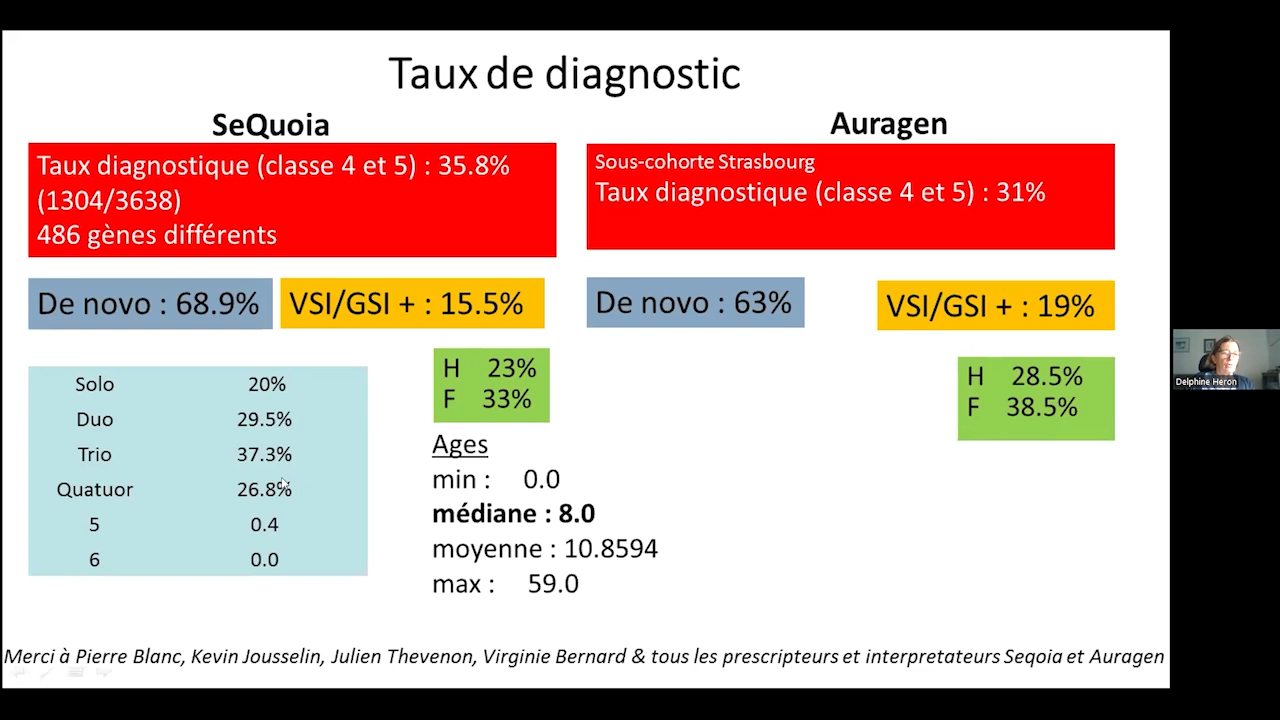 Taux de diagnostic
SeQuoia
Taux diagnostique (classe 4 et 5) : 35.8%
(1304/3638)
486 gènes différents
De novo : 68.9%
VSI/GSI + : 15.5%
Solo 20%
Duo 29.5%
Trio 37.3%
Quatuor 26.8%
5 0.4
6 0.0
H 23%
F 33%
Ages
min : 0.0
médiane : 8.0
moyenne : 10.8594
max : 59.0
Auragen
Sous-cohorte Strasbourg
Taux diagnostique (classe 4 et 5) : 31%
De novo : 63%
VSI/GSI + : 19%
H 28.5%
F 38.5%
Delphine Heron
Merci à Pierre Blanc, Kevin Jousselin, Julien Thevenon, Virginie Bernard & tous les prescripteurs et interpretateurs Seqoia et Auragen